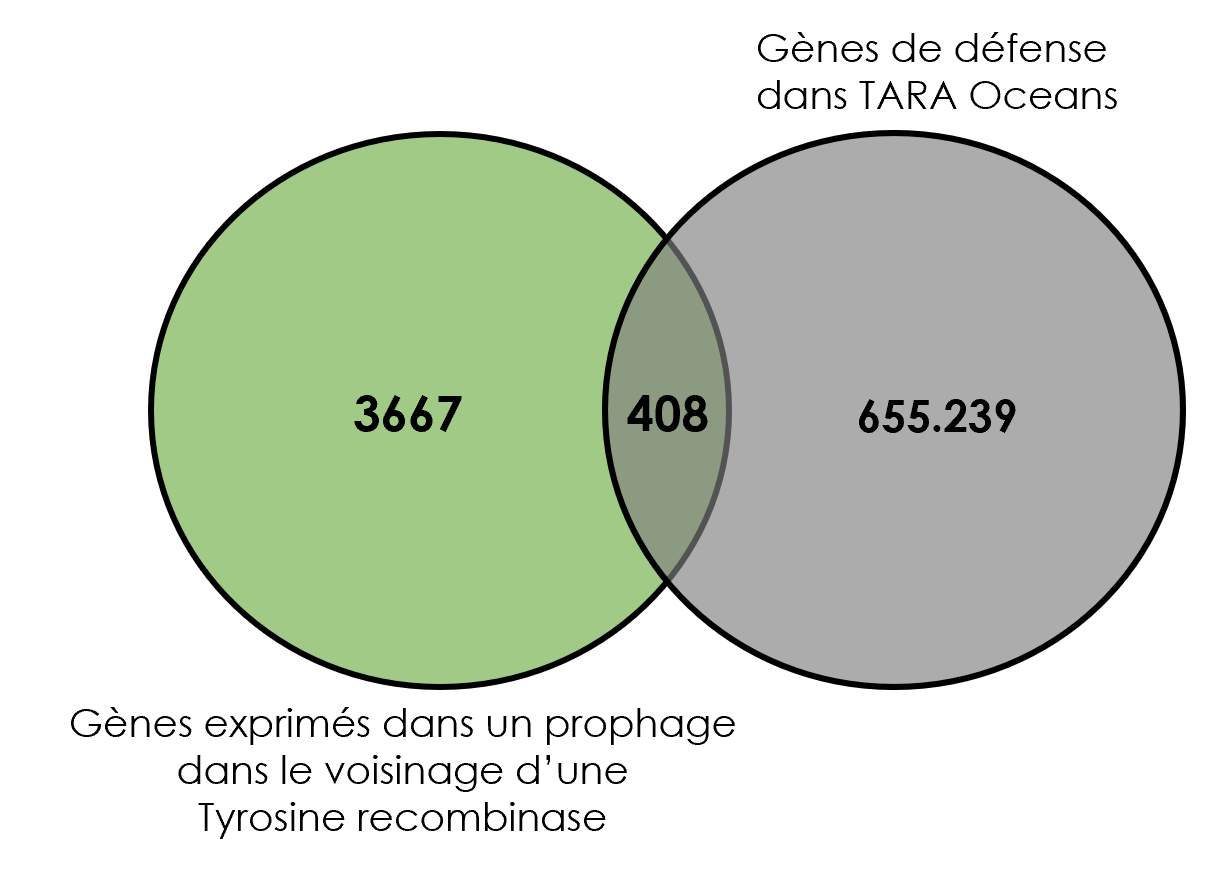 Gènes de défense
dans TARA Oceans
3667
408
655.239
Gènes exprimés dans un prophage
dans le voisinage d’une
Tyrosine recombinase